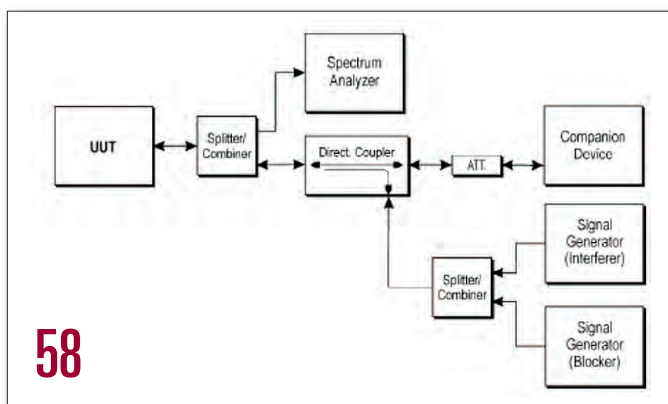 Spectrum
Analyzer
UUT
Splitter/
Combiner
Direct. Coupler
ATT.
Companion
Device
Splitter/
Combiner
Signal
Generator
(Interferer)
Signal
Generator
(Blocker)
58